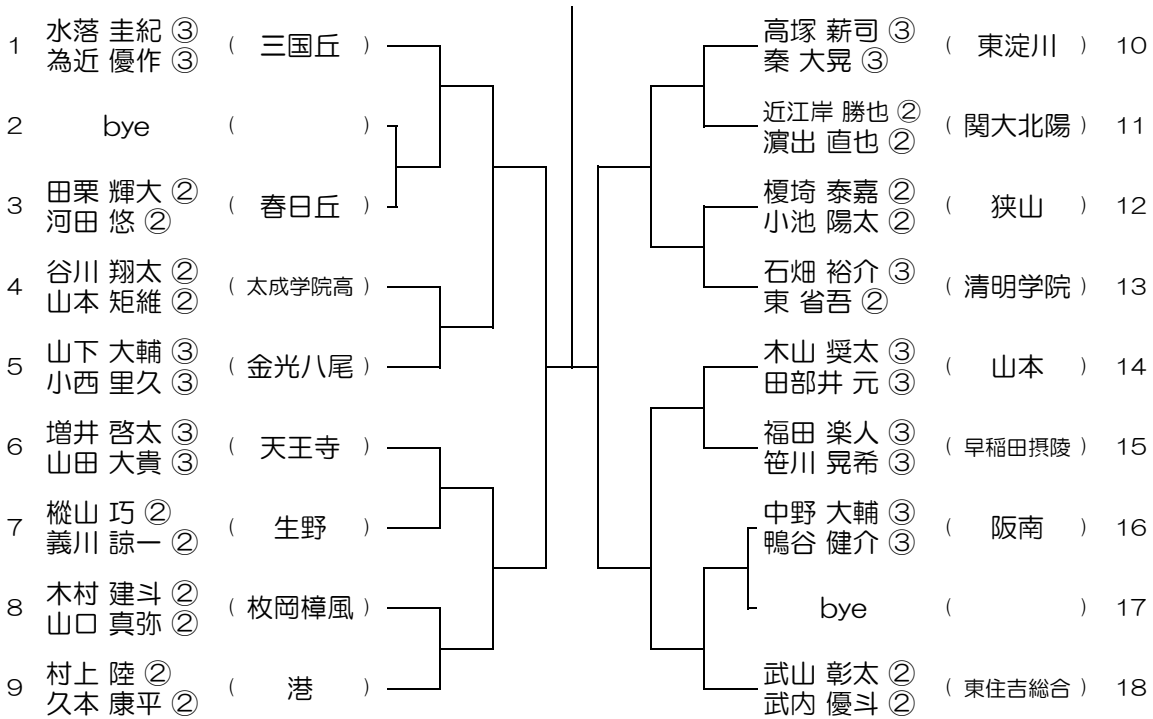 1 水落 圭紀 ③ ( 三国丘 )
為近 優作 ③
2 bye ( )
3 田栗 輝大 ② ( 春日丘 )
河田 悠 ②
4 谷川 翔太 ② ( 太成学院高 )
山本 矩維 ②
5 山下 大輔 ③ ( 金光八尾 )
小西 里久 ③
6 増井 啓太 ③ ( 天王寺 )
山田 大貴 ③
7 樅山 巧 ② ( 生野 )
義川 諒一 ②
8 木村 建斗 ② ( 枚岡樟風 )
山口 真弥 ②
9 村上 陸 ② ( 港 )
久本 康平 ②
高塚 薪司 ③ ( 東淀川 ) 10
秦 大晃 ③
近江岸 勝也 ② ( 関大北陽 ) 11
濵出 直也 ②
榎埼 泰嘉 ② ( 狭山 ) 12
小池 陽太 ②
石畑 裕介 ③ ( 清明学院 ) 13
東 省吾 ②
木山 奨太 ③ ( 山本 ) 14
田部井 元 ③
福田 楽人 ③ ( 早稲田摂陵 ) 15
笹川 晃希 ③
中野 大輔 ③ ( 阪南 ) 16
鴨谷 健介 ③
bye ( ) 17
武山 彰太 ② ( 東住吉総合 ) 18
武内 優斗 ②